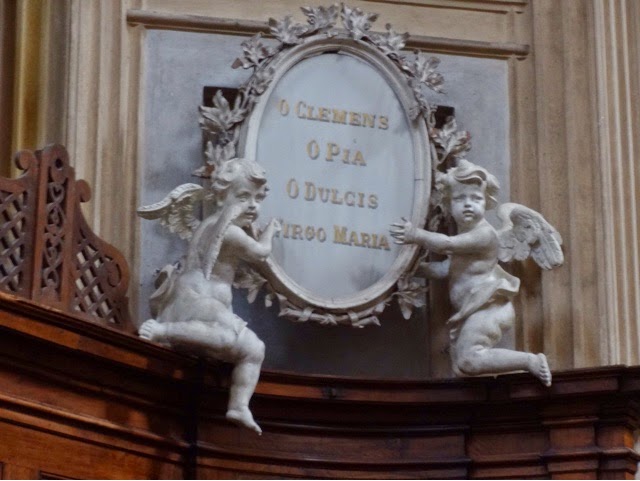 O CLEMENS
O PIA
O DULCIS
VIRGO MARIA